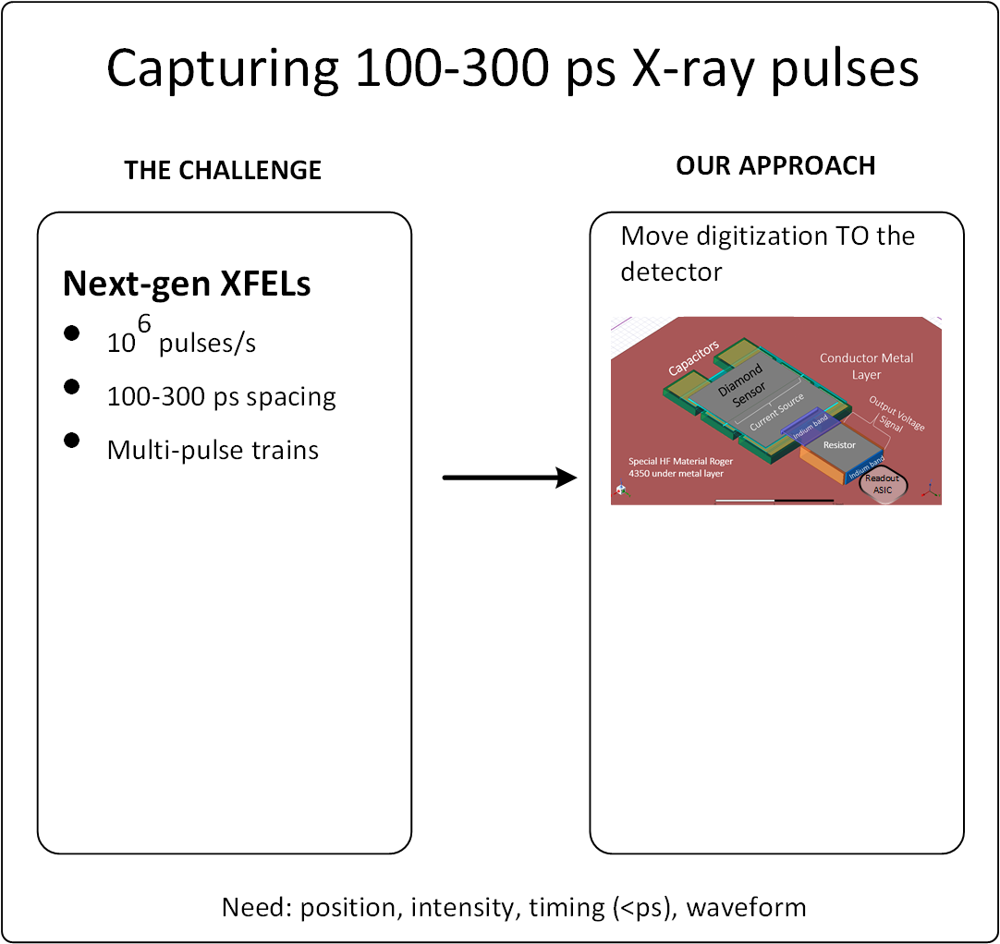 Capturing 100-300 ps X-ray pulses
THE CHALLENGE
Next-gen XFELs
10^6 pulses/s
100-300 ps spacing
Multi-pulse trains
OUR APPROACH
Move digitization TO the
detector
Capacitors
Diamond
Sensor
Current Source
Conductor Metal
Layer
Output Voltage
Signal
Indium band
Resistor
Indium band
Readout
ASIC
Special HF Material Roger
4350 under metal layer
Need: position, intensity, timing (<ps), waveform